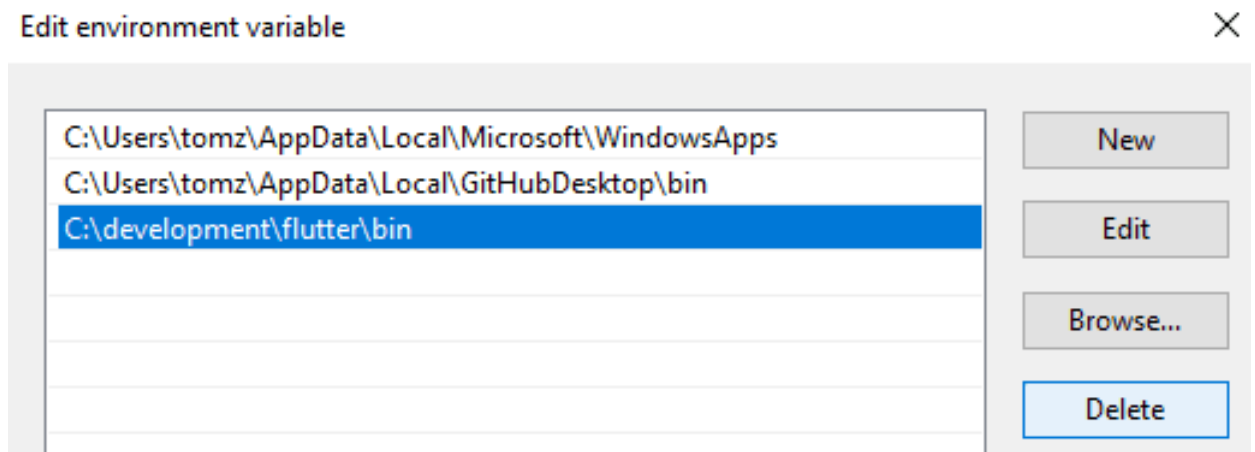 Edit environment variable
C:\Users\tomz\AppData\Local\Microsoft\WindowsApps
C:\Users\tomz\AppData\Local\GitHubDesktop\bin
C:\development\flutter\bin
New
Edit
Browse...
Delete